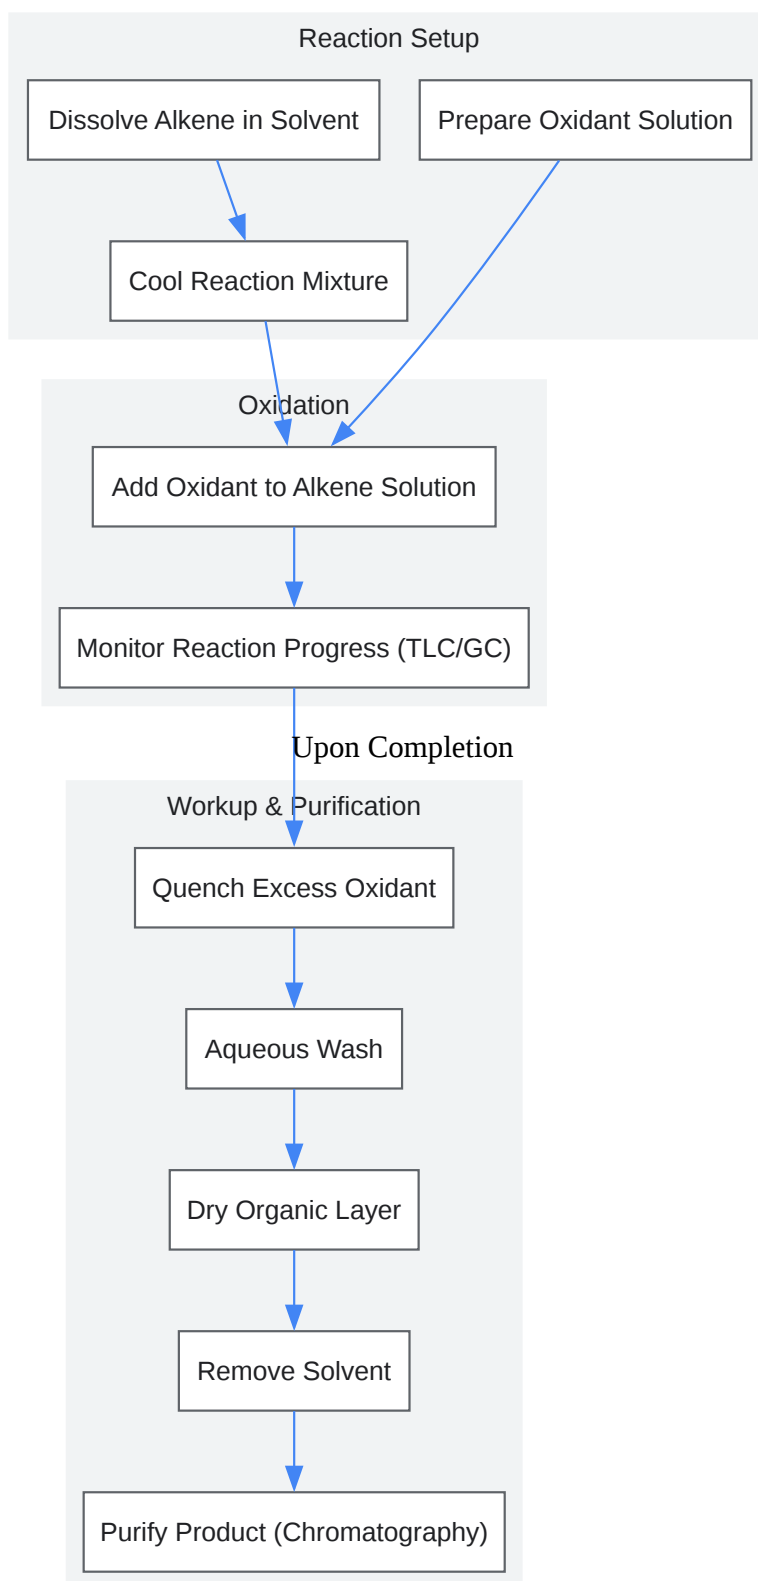 Reaction Setup
Dissolve Alkene in Solvent
Prepare Oxidant Solution
Cool Reaction Mixture
Oxidation
Add Oxidant to Alkene Solution
Monitor Reaction Progress (TLC/GC)
Upon Completion
Workup & Purification
Quench Excess Oxidant
Aqueous Wash
Dry Organic Layer
Remove Solvent
Purify Product (Chromatography)